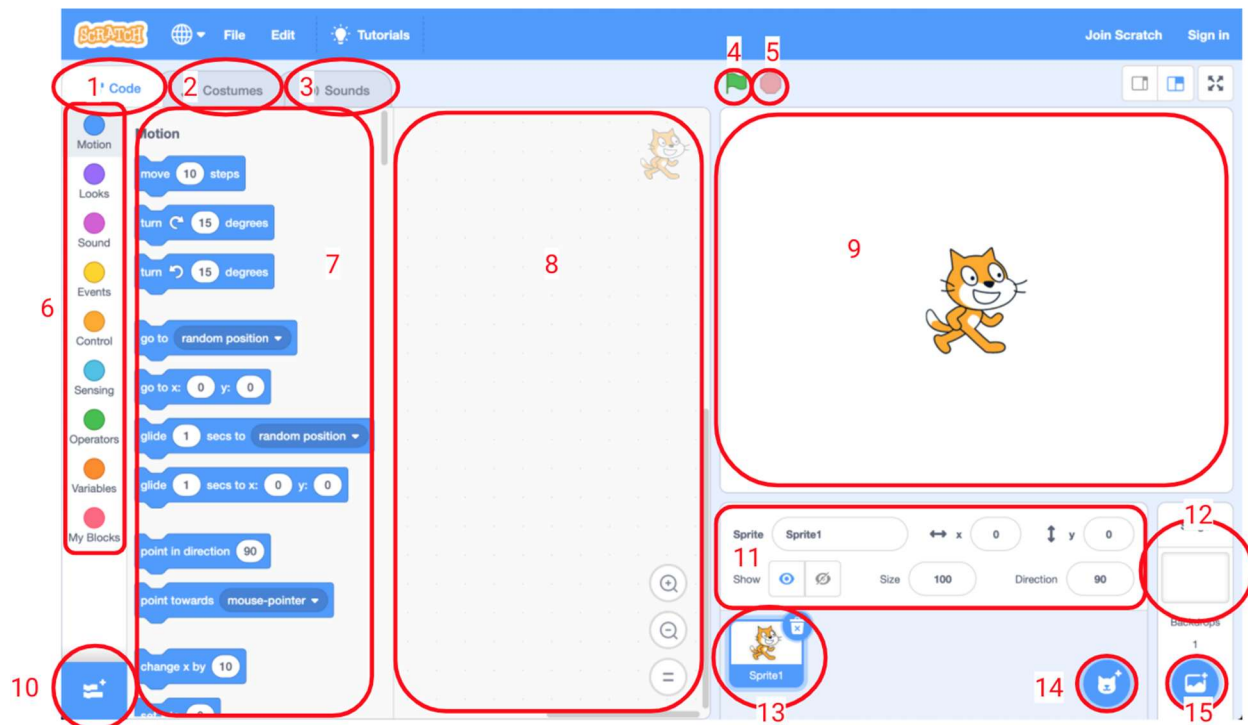 SCRATCH File Edit Tutorials Join Scratch Sign in
4 5
1 Code 2 Costumes 3 Sounds
Motion
Looks
Sound
Events
6
Control
Sensing
Operators
Variables
My Blocks
10
Motion
move 10 steps
turn 15 degrees
7
turn 15 degrees
go to random position
go to x: 0 y: 0
glide 1 secs to random position
glide 1 secs to x: 0 y: 0
point in direction 90
point towards mouse-pointer
change x by 10
8
9
Sprite Sprite1 x 0 y 0
11
Show Size 100 Direction 90
12
Backdrops
1
Sprite1
13
14
15